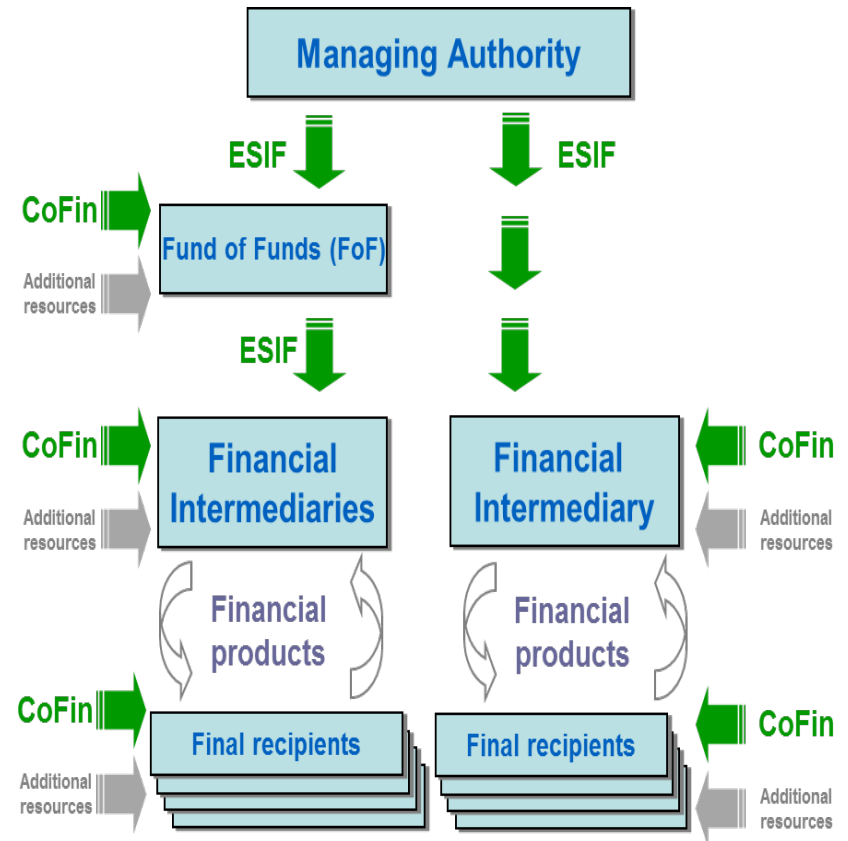 Managing Authority
ESIF
ESIF
CoFin
Fund of Funds (FoF)
Additional
resources
ESIF
CoFin
Financial
Intermediaries
Additional
resources
Financial
Intermediary
CoFin
Additional
resources
Financial
products
Financial
products
CoFin
Final recipients
Additional
resources
Final recipients
CoFin
Additional
resources